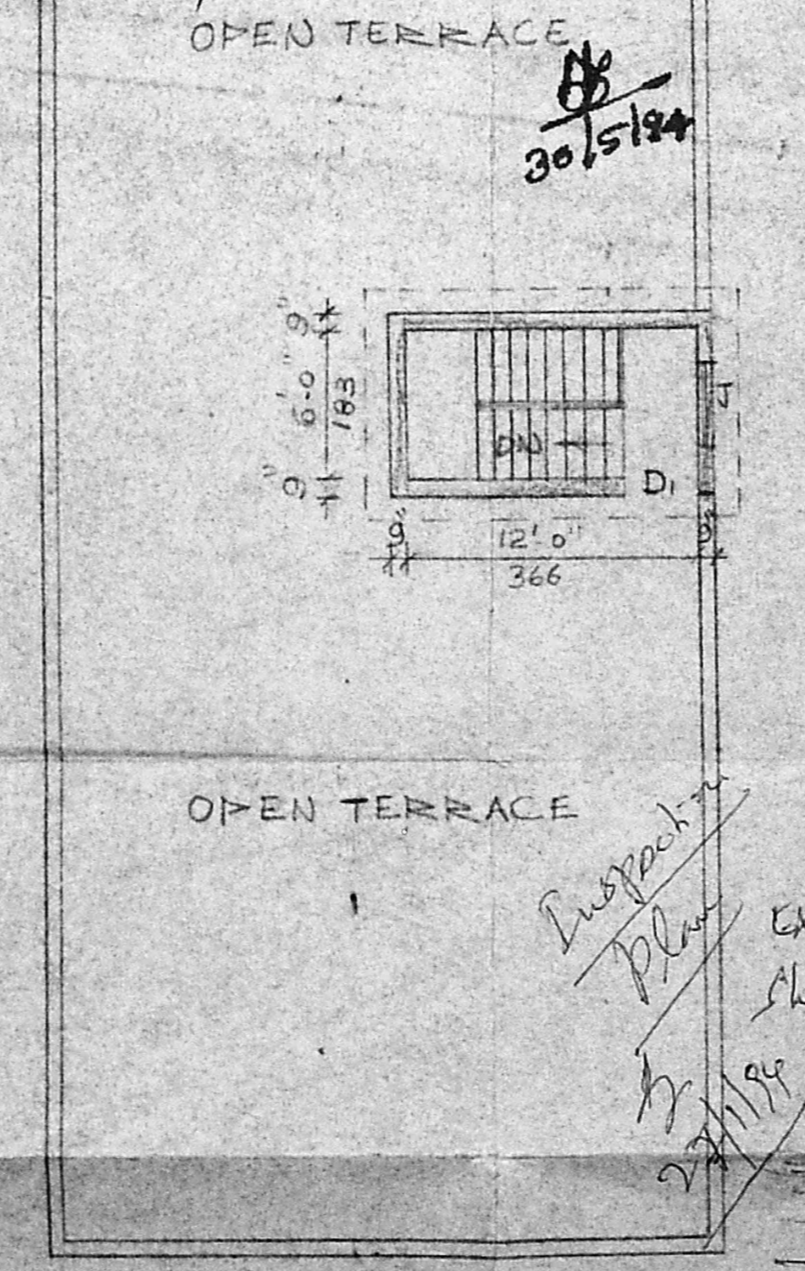 OPEN TERRACE
30/5/84
9"
6'-0"
183
9"
DN
D1
9"
12'-0"
366
9"
OPEN TERRACE
Inspection
Plan